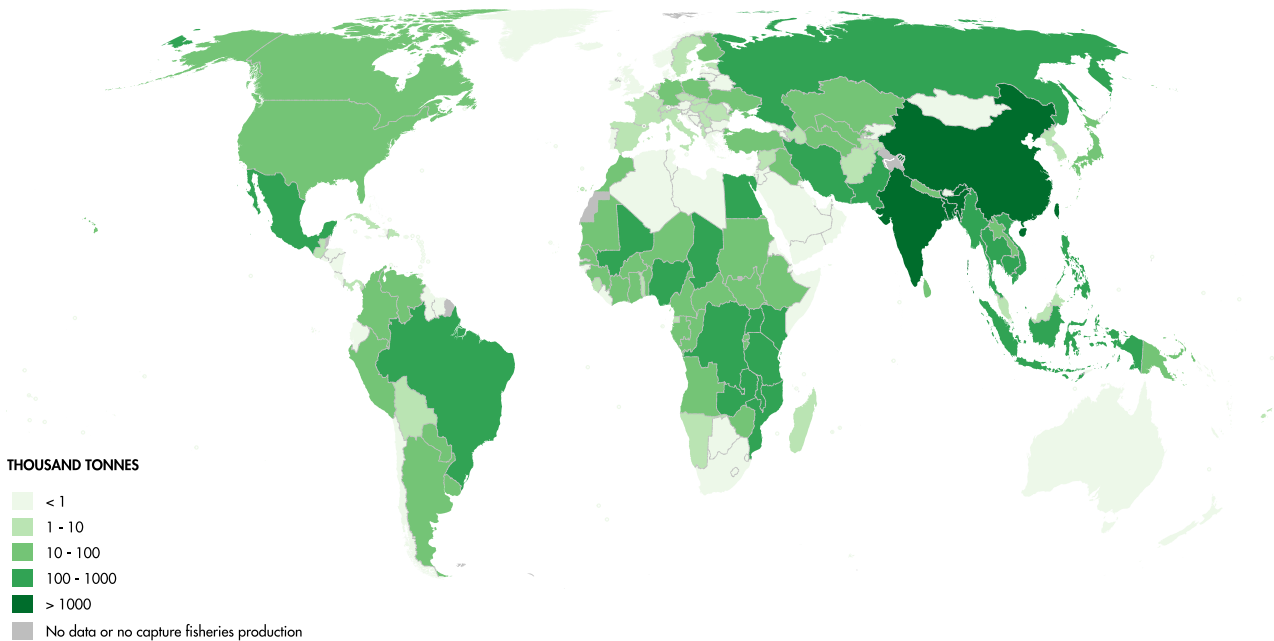 THOUSAND TONNES
< 1
1 - 10
10 - 100
100 - 1000
> 1000
No data or no capture fisheries production